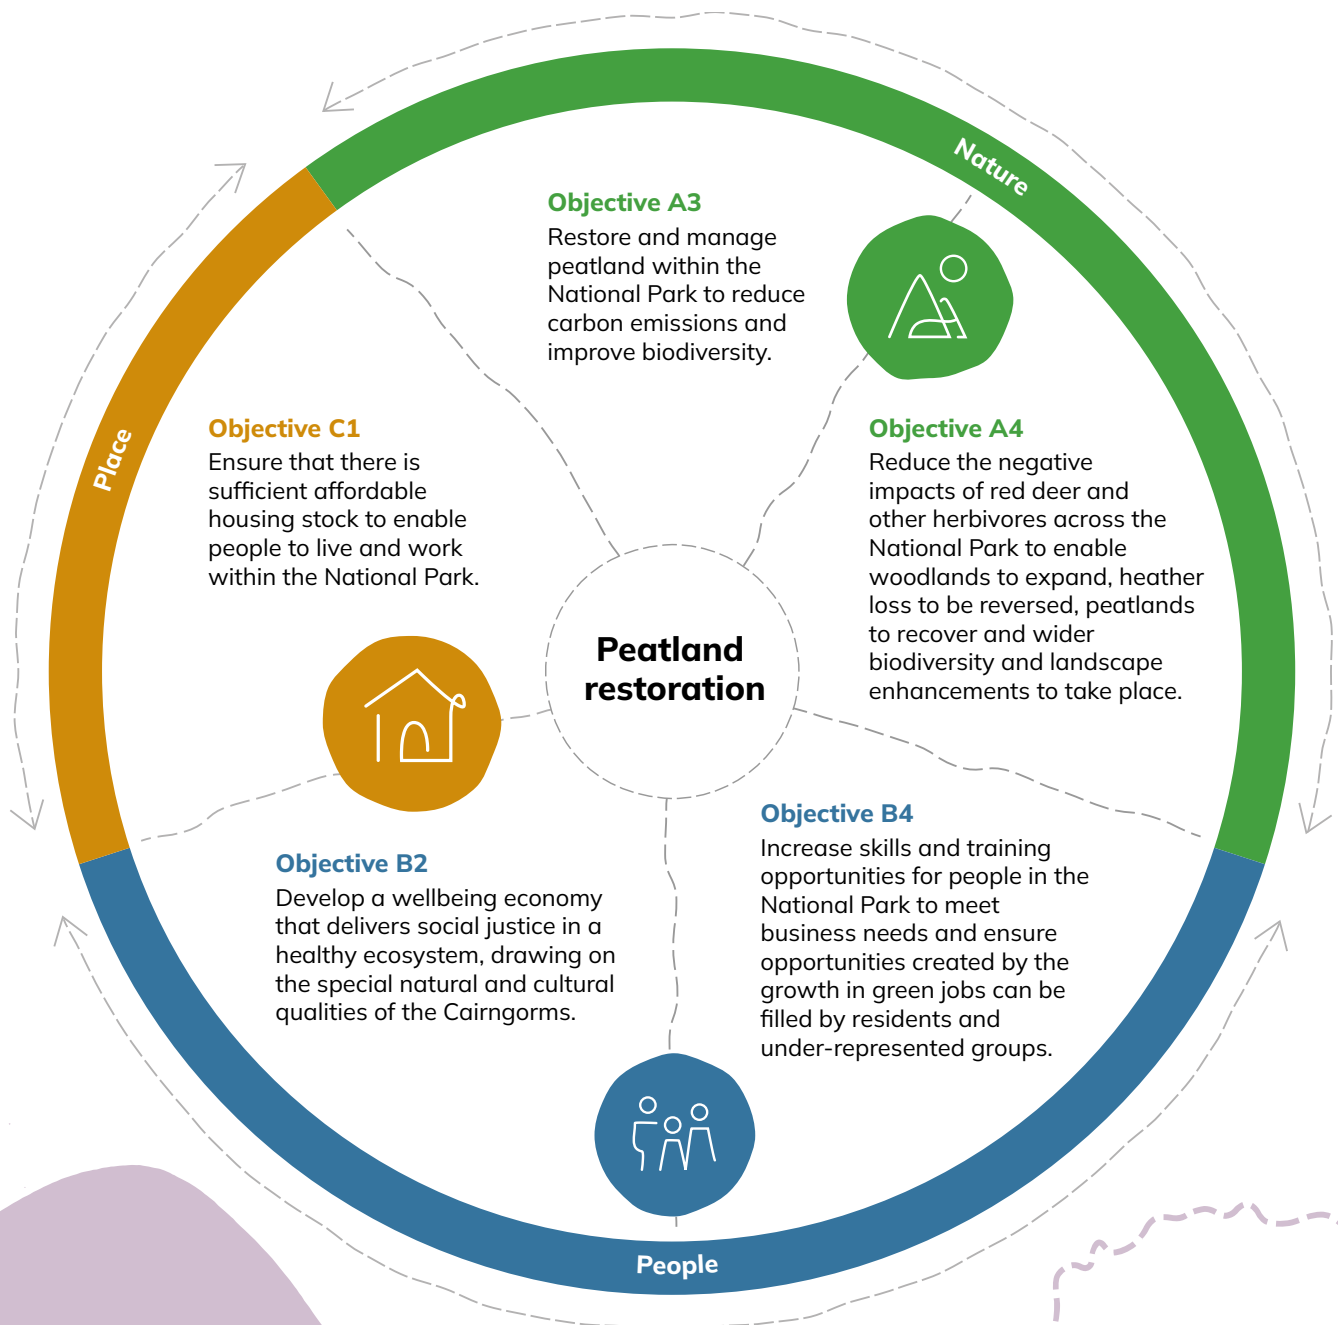 Nature
Objective A3
Restore and manage
peatland within the
National Park to reduce
carbon emissions and
improve biodiversity.
Place
Objective C1
Ensure that there is
sufficient affordable
housing stock to enable
people to live and work
within the National Park.
Objective A4
Reduce the negative
impacts of red deer and
other herbivores across the
National Park to enable
woodlands to expand, heather
loss to be reversed, peatlands
to recover and wider
biodiversity and landscape
enhancements to take place.
Peatland
restoration
Objective B2
Develop a wellbeing economy
that delivers social justice in a
healthy ecosystem, drawing on
the special natural and cultural
qualities of the Cairngorms.
Objective B4
Increase skills and training
opportunities for people in the
National Park to meet
business needs and ensure
opportunities created by the
growth in green jobs can be
filled by residents and
under-represented groups.
People